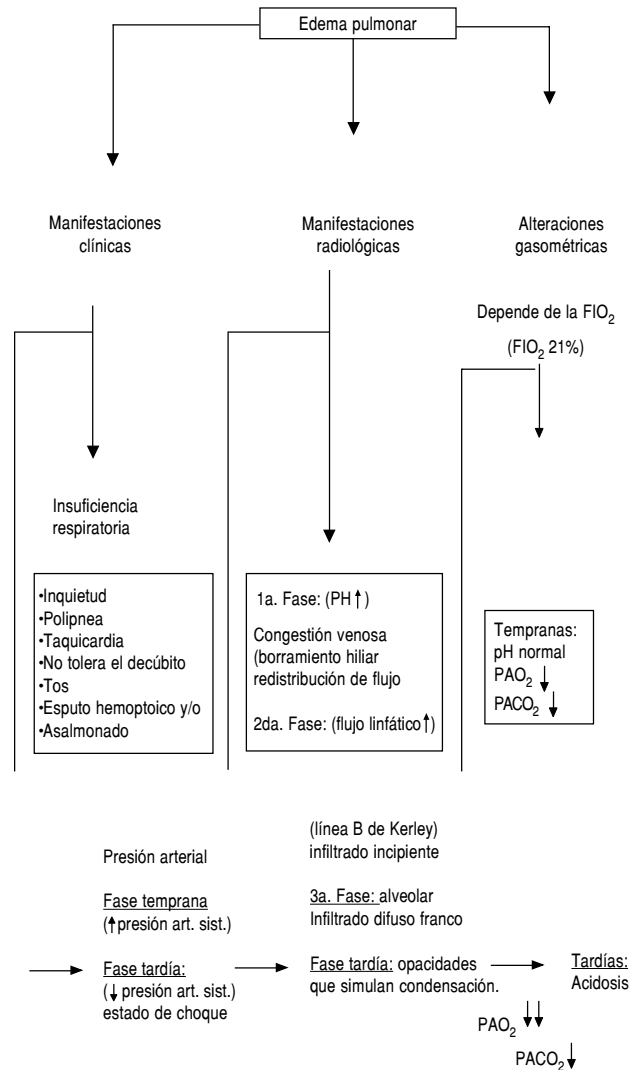 Edema pulmonar
Manifestaciones
clínicas
Manifestaciones
radiológicas
Alteraciones
gasométricas
Depende de la FIO₂
(FIO₂ 21%)
Insuficiencia
respiratoria
•Inquietud
•Polipnea
•Taquicardia
•No tolera el decúbito
•Tos
•Esputo hemoptoico y/o
•Asalmonado
1a. Fase: (PH↑)
Congestión venosa
(borramiento hiliar
redistribución de flujo
2da. Fase: (flujo linfático↑)
Tempranas:
pH normal
PAO₂ ↓
PACO₂ ↓
Presión arterial
Fase temprana
(↑presión art. sist.)
Fase tardía:
(↓ presión art. sist.)
estado de choque
(línea B de Kerley)
infiltrado incipiente
3a. Fase: alveolar
Infiltrado difuso franco
Fase tardía: opacidades
que simulan condensación.
Tardías:
Acidosis
PAO₂ ↓↓
PACO₂↓